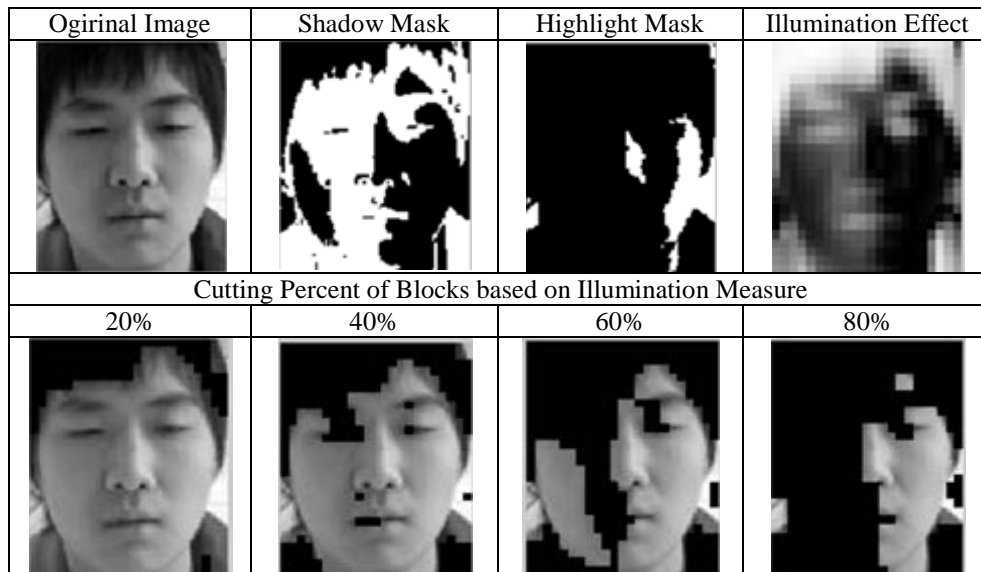 Ogirinal Image Shadow Mask Highlight Mask Illumination Effect
Cutting Percent of Blocks based on Illumination Measure
20% 40% 60% 80%